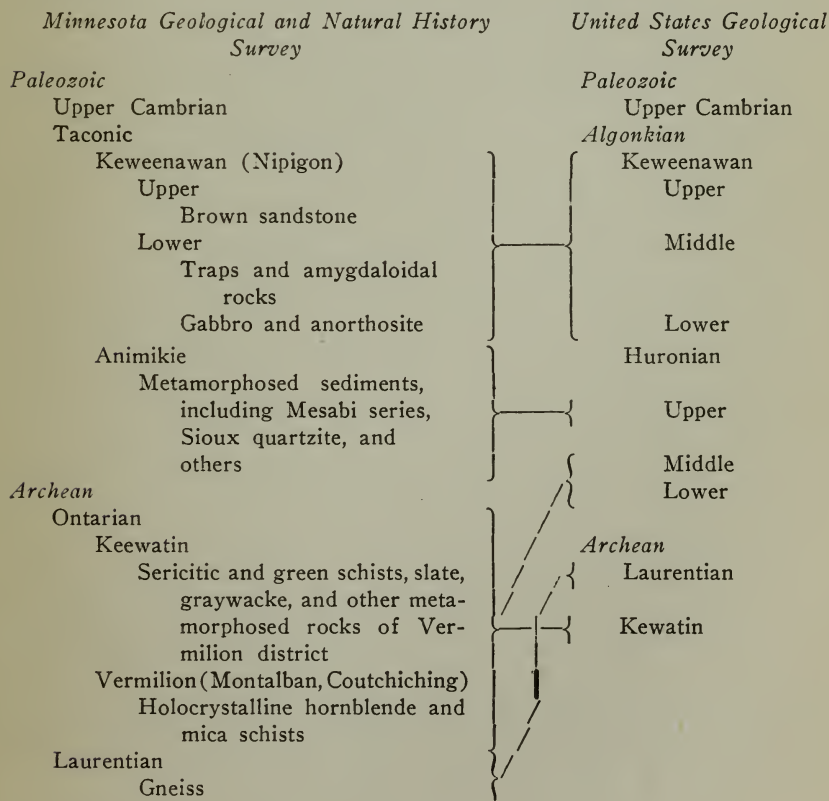 Minnesota Geological and Natural History Survey
United States Geological Survey
Paleozoic
Upper Cambrian
Taconic
Keweenawan (Nipigon)
Upper
Brown sandstone
Lower
Traps and amygdaloidal
rocks
Gabbro and anorthosite
Animikie
Metamorphosed sediments,
including Mesabi series,
Sioux quartzite, and
others
Archean
Ontarian
Keewatin
Sericitic and green schists, slate,
graywacke, and other meta-
morphosed rocks of Ver-
milion district
Vermilion (Montalban, Coutchiching)
Holocrystalline hornblende and
mica schists
Laurentian
Gneiss
Paleozoic
Upper Cambrian
Algonkian
Keweenawan
Upper
Middle
Lower
Huronian
Upper
Middle
Lower
Archean
Laurentian
Kewatin